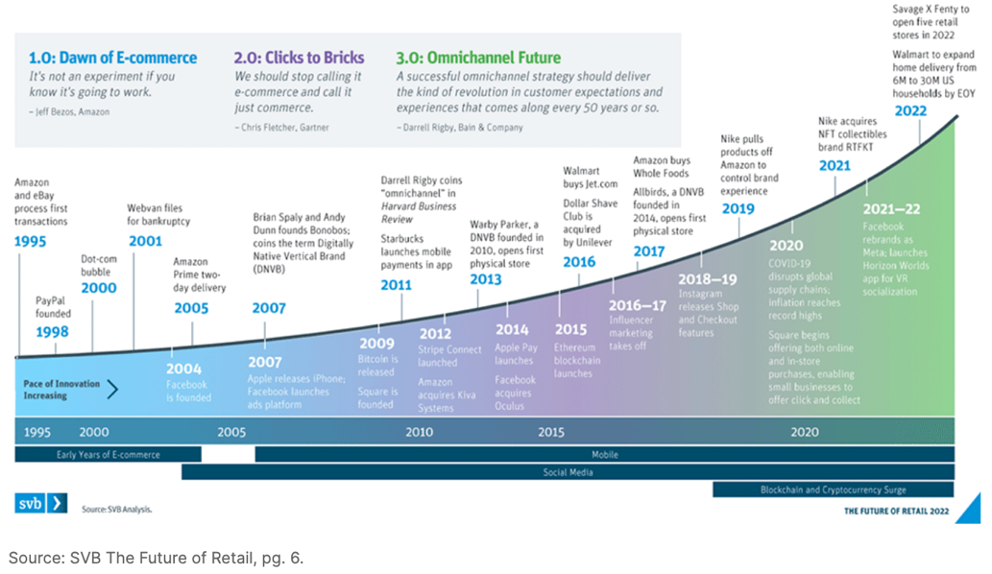 Savage X Fenty to
open five retail
stores in 2022
Walmart to expand
home delivery from
6M to 30M US
households by EOY
2022
1.0: Dawn of E-commerce
It's not an experiment if you
know it's going to work.
– Jeff Bezos, Amazon
2.0: Clicks to Bricks
We should stop calling it
e-commerce and call it
just commerce.
– Chris Fletcher, Gartner
3.0: Omnichannel Future
A successful omnichannel strategy should deliver
the kind of revolution in customer expectations and
experiences that comes along every 50 years or so.
– Darrell Rigby, Bain & Company
Amazon
and eBay
process first
transactions
1995
PayPal
founded
1998
Dot-com
bubble
2000
Webvan files
for bankruptcy
2001
Amazon
Prime two-
day delivery
2005
Brian Spaly and Andy
Dunn founds Bonobos;
coins the term Digitally
Native Vertical Brand
(DNVB)
2007
Darrell Rigby coins
"omnichannel" in
Harvard Business
Review
Starbucks
launches mobile
payments in app
2011
Warby Parker, a
DNVB founded in
2010, opens first
physical store
2013
Walmart
buys Jet.com
Dollar Shave
Club is
acquired
by Unilever
2016
Amazon buys
Whole Foods
Allbirds, a DNVB
founded in
2014, opens first
physical store
2017
Nike pulls
products off
Amazon to
control brand
experience
2019
Nike acquires
NFT collectibles
brand RTFKT
2021
Pace of Innovation
Increasing
2004
Facebook
is founded
2007
Apple releases iPhone;
Facebook launches
ads platform
2009
Bitcoin is
released
Square is
founded
2012
Stripe Connect
launched
Amazon
acquires Kiva
Systems
2014
Apple Pay
launches
Facebook
acquires
Oculus
2015
Ethereum
blockchain
launches
2016—17
Influencer
marketing
takes off
2018—19
Instagram
releases Shop
and Checkout
features
2020
COVID-19
disrupts global
supply chains;
inflation reaches
record highs
Square begins
offering both online
and in-store
purchases, enabling
small businesses to
offer click and collect
2021—22
Facebook
rebrands as
Meta; launches
Horizon Worlds
app for VR
socialization
1995 2000 2005 2010 2015 2020
Early Years of E-commerce
Mobile
Social Media
Blockchain and Cryptocurrency Surge
svb
Source: SVB Analysis.
THE FUTURE OF RETAIL 2022
Source: SVB The Future of Retail, pg. 6.